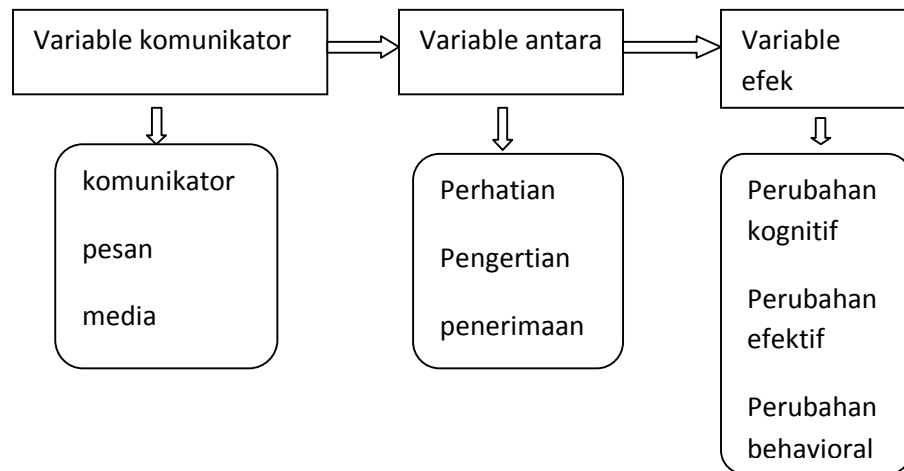 Variable komunikator
Variable antara
Variable
efek
komunikator
pesan
media
Perhatian
Pengertian
penerimaan
Perubahan
kognitif
Perubahan
efektif
Perubahan
behavioral